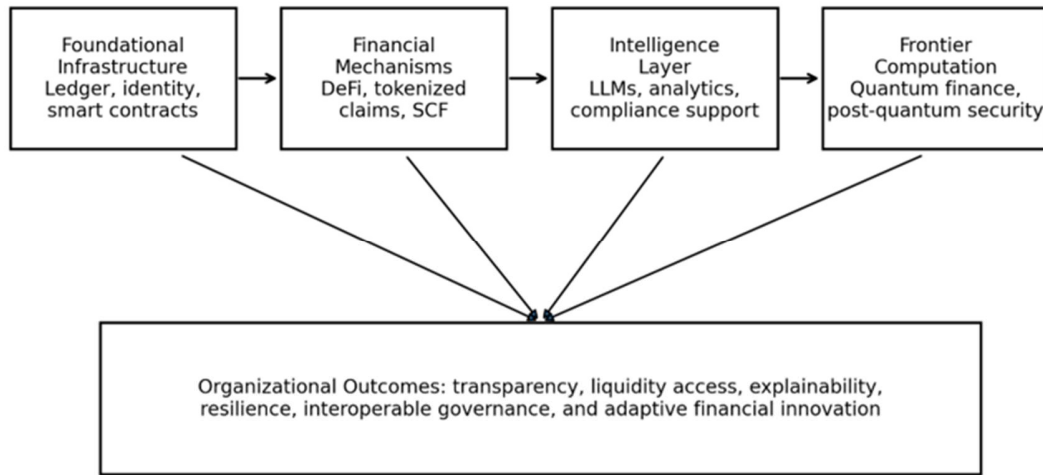 Foundational
Infrastructure
Ledger, identity,
smart contracts
Financial
Mechanisms
DeFi, tokenized
claims, SCF
Intelligence
Layer
LLMs, analytics,
compliance support
Frontier
Computation
Quantum finance,
post-quantum security
Organizational Outcomes: transparency, liquidity access, explainability,
resilience, interoperable governance, and adaptive financial innovation